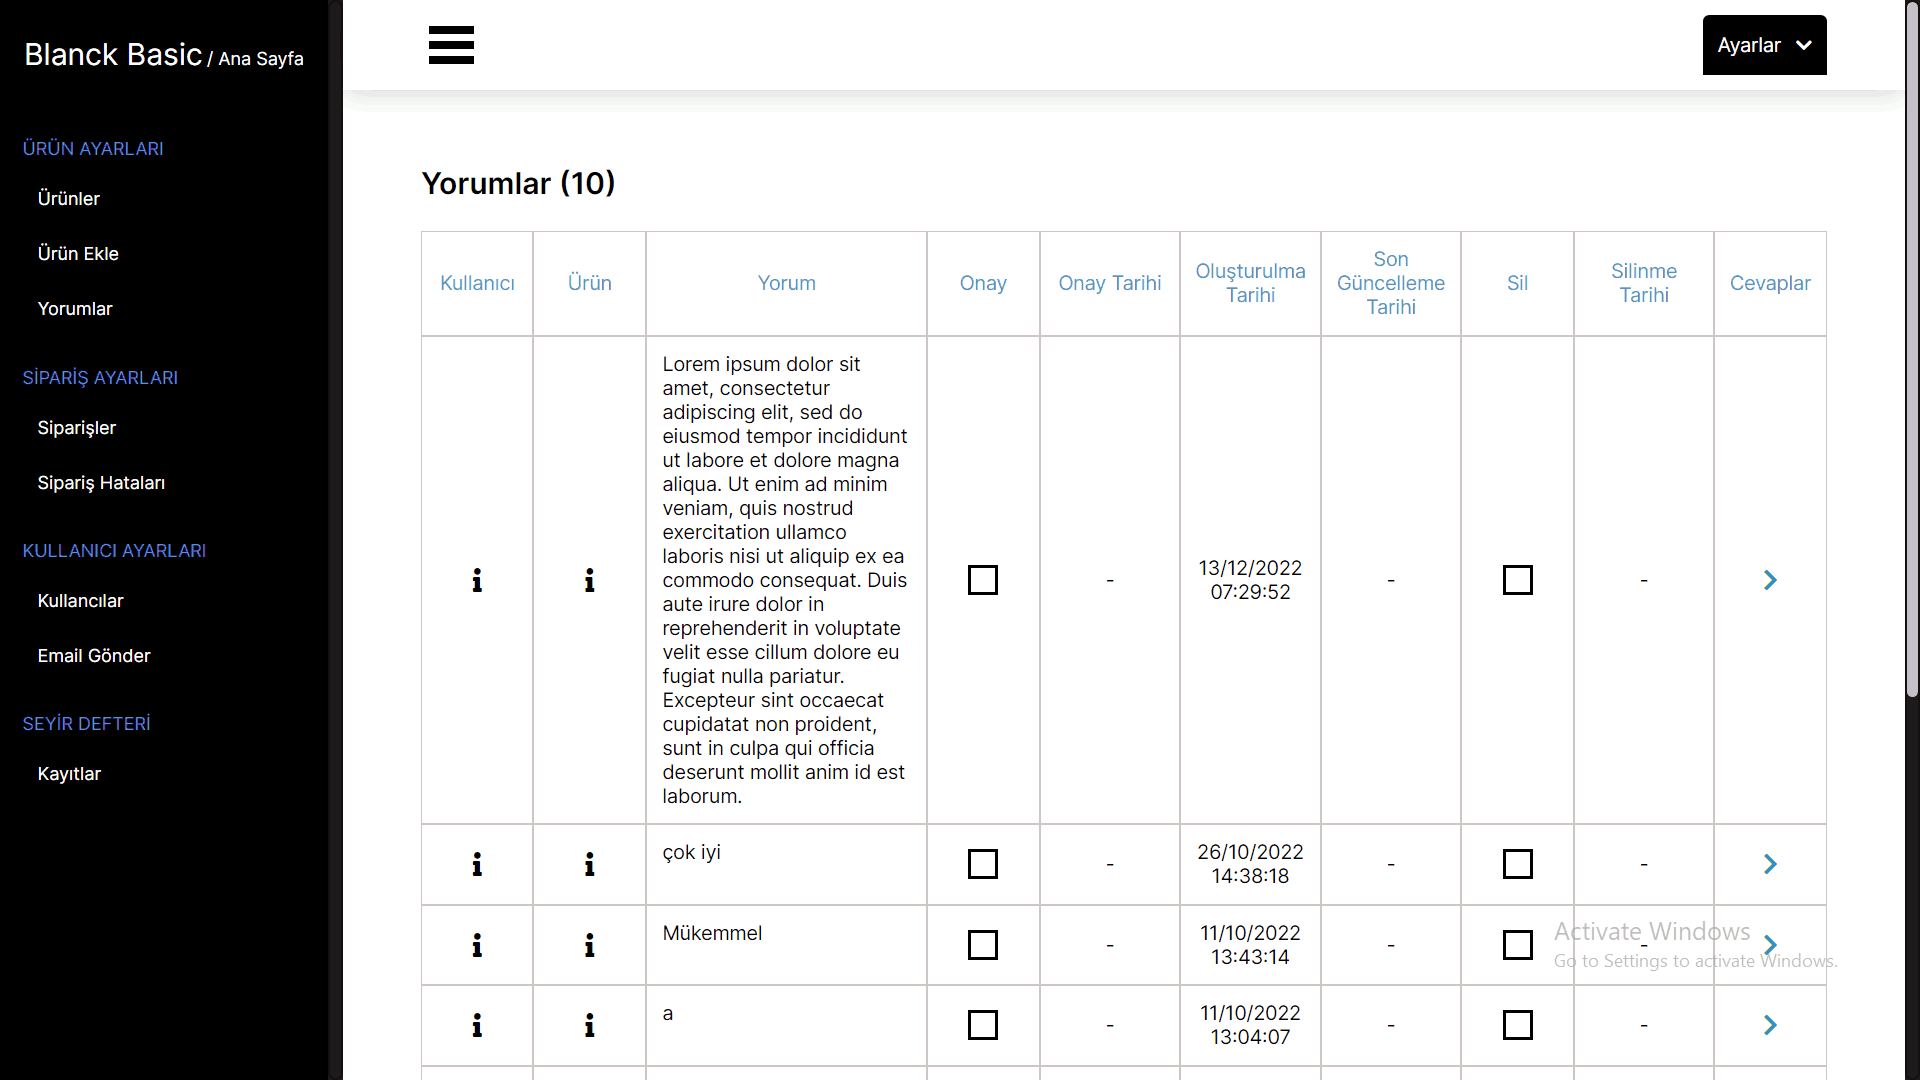 Blanck Basic / Ana Sayfa
ÜRÜN AYARLARI
Ürünler
Ürün Ekle
Yorumlar
SİPARİŞ AYARLARI
Siparişler
Sipariş Hataları
KULLANICI AYARLARI
Kullancılar
Email Gönder
SEYİR DEFTERİ
Kayıtlar
Ayarlar
Yorumlar (10)
Kullanıcı
Ürün
Yorum
Onay
Onay Tarihi
Oluşturulma
Tarihi
Son
Güncelleme
Tarihi
Sil
Silinme
Tarihi
Cevaplar
Lorem ipsum dolor sit
amet, consectetur
adipiscing elit, sed do
eiusmod tempor incididunt
ut labore et dolore magna
aliqua. Ut enim ad minim
veniam, quis nostrud
exercitation ullamco
laboris nisi ut aliquip ex ea
commodo consequat. Duis
aute irure dolor in
reprehenderit in voluptate
velit esse cillum dolore eu
fugiat nulla pariatur.
Excepteur sint occaecat
cupidatat non proident,
sunt in culpa qui officia
deserunt mollit anim id est
laborum.
-
13/12/2022
07:29:52
-
-
çok iyi
-
26/10/2022
14:38:18
-
-
Mükemmel
-
11/10/2022
13:43:14
-
-
a
-
11/10/2022
13:04:07
-
-
Activate Windows
Go to Settings to activate Windows.